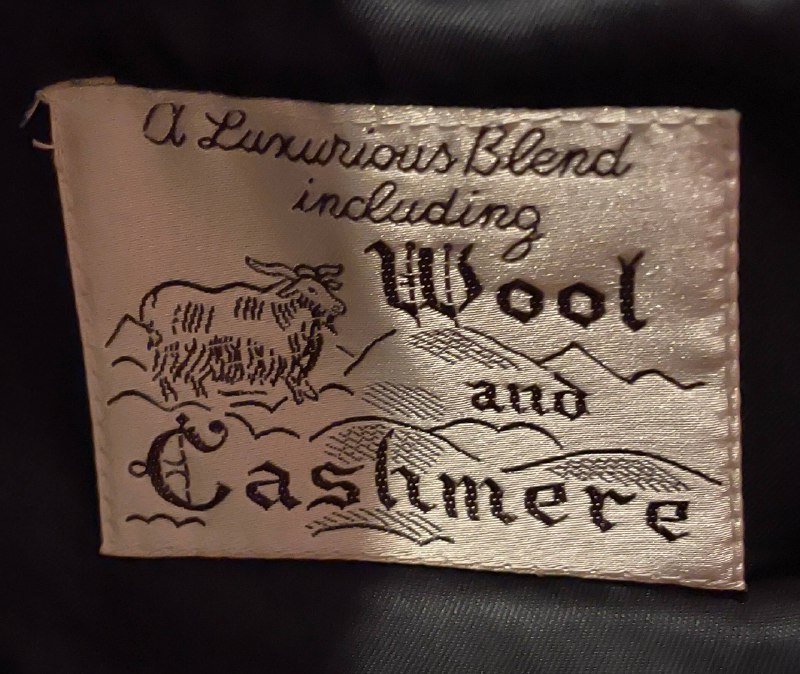 A Luxurious Blend
including
Wool
and
Cashmere